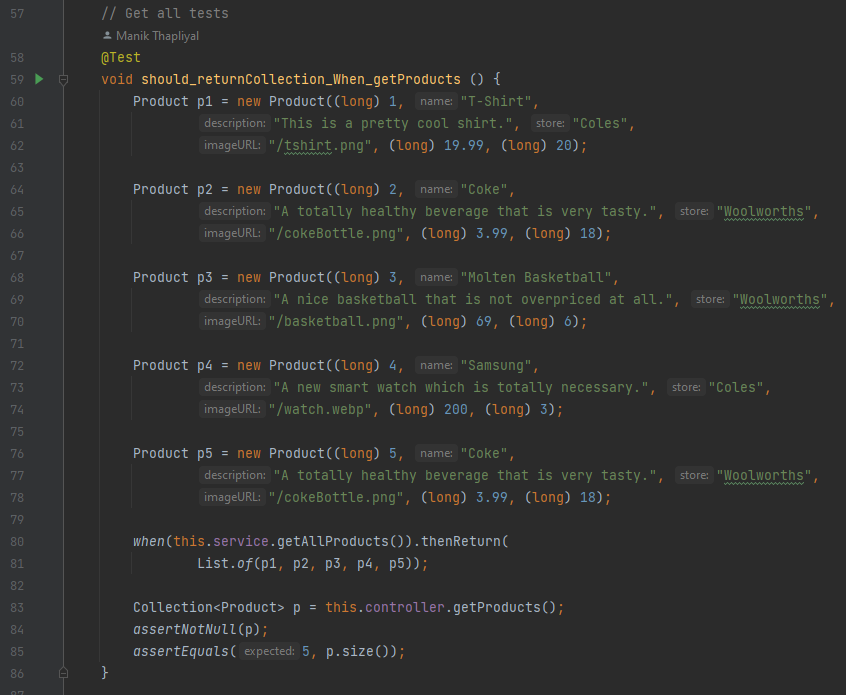 57 // Get all tests
Manik Thapliyal
58 @Test
59 void should_returnCollection_When_getProducts () {
60 Product p1 = new Product((long) 1, name: "T-Shirt",
61 description: "This is a pretty cool shirt.", store: "Coles",
62 imageURL: "/tshirt.png", (long) 19.99, (long) 20);
63
64 Product p2 = new Product((long) 2, name: "Coke",
65 description: "A totally healthy beverage that is very tasty.", store: "Woolworths",
66 imageURL: "/cokeBottle.png", (long) 3.99, (long) 18);
67
68 Product p3 = new Product((long) 3, name: "Molten Basketball",
69 description: "A nice basketball that is not overpriced at all.", store: "Woolworths",
70 imageURL: "/basketball.png", (long) 69, (long) 6);
71
72 Product p4 = new Product((long) 4, name: "Samsung",
73 description: "A new smart watch which is totally necessary.", store: "Coles",
74 imageURL: "/watch.webp", (long) 200, (long) 3);
75
76 Product p5 = new Product((long) 5, name: "Coke",
77 description: "A totally healthy beverage that is very tasty.", store: "Woolworths",
78 imageURL: "/cokeBottle.png", (long) 3.99, (long) 18);
79
80 when(this.service.getAllProducts()).thenReturn(
81 List.of(p1, p2, p3, p4, p5));
82
83 Collection<Product> p = this.controller.getProducts();
84 assertNotNull(p);
85 assertEquals( expected: 5, p.size());
86 }
87